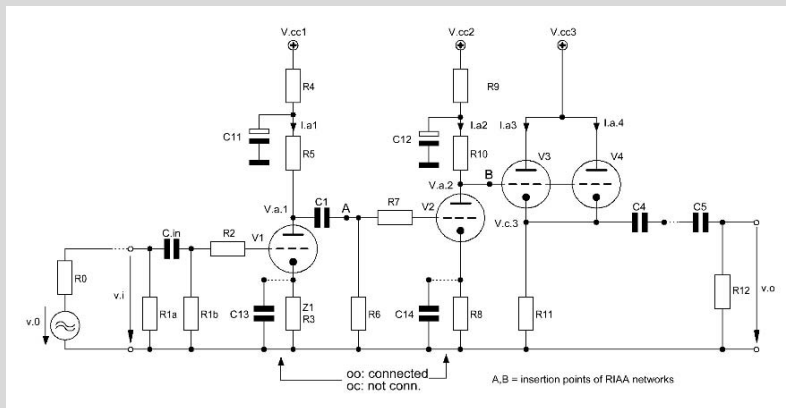 V.cc1
V.cc2
V.cc3
R4
R9
C11
I.a1
C12
I.a2
I.a3
I.a.4
R5
R10
B
V3
V4
V.a.1
C1
A
R7
V.a.2
V2
V.c.3
C4
C5
C.in
R2
V1
R0
v.i
v.0
R1a
R1b
C13
Z1
R3
R6
C14
R8
R11
R12
v.o
oo: connected
oc: not conn.
A,B = insertion points of RIAA networks